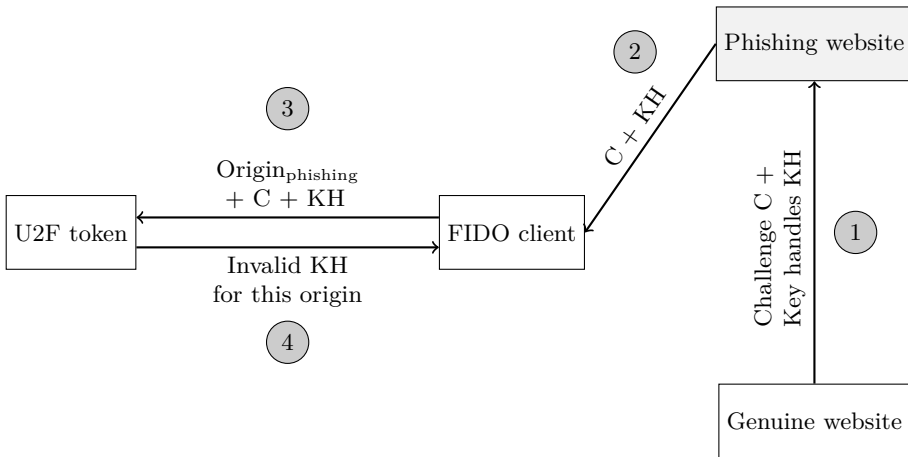 Phishing website
2
C + KH
3
Origin_phishing
+ C + KH
U2F token
FIDO client
Invalid KH
for this origin
4
Challenge C +
Key handles KH
1
Genuine website